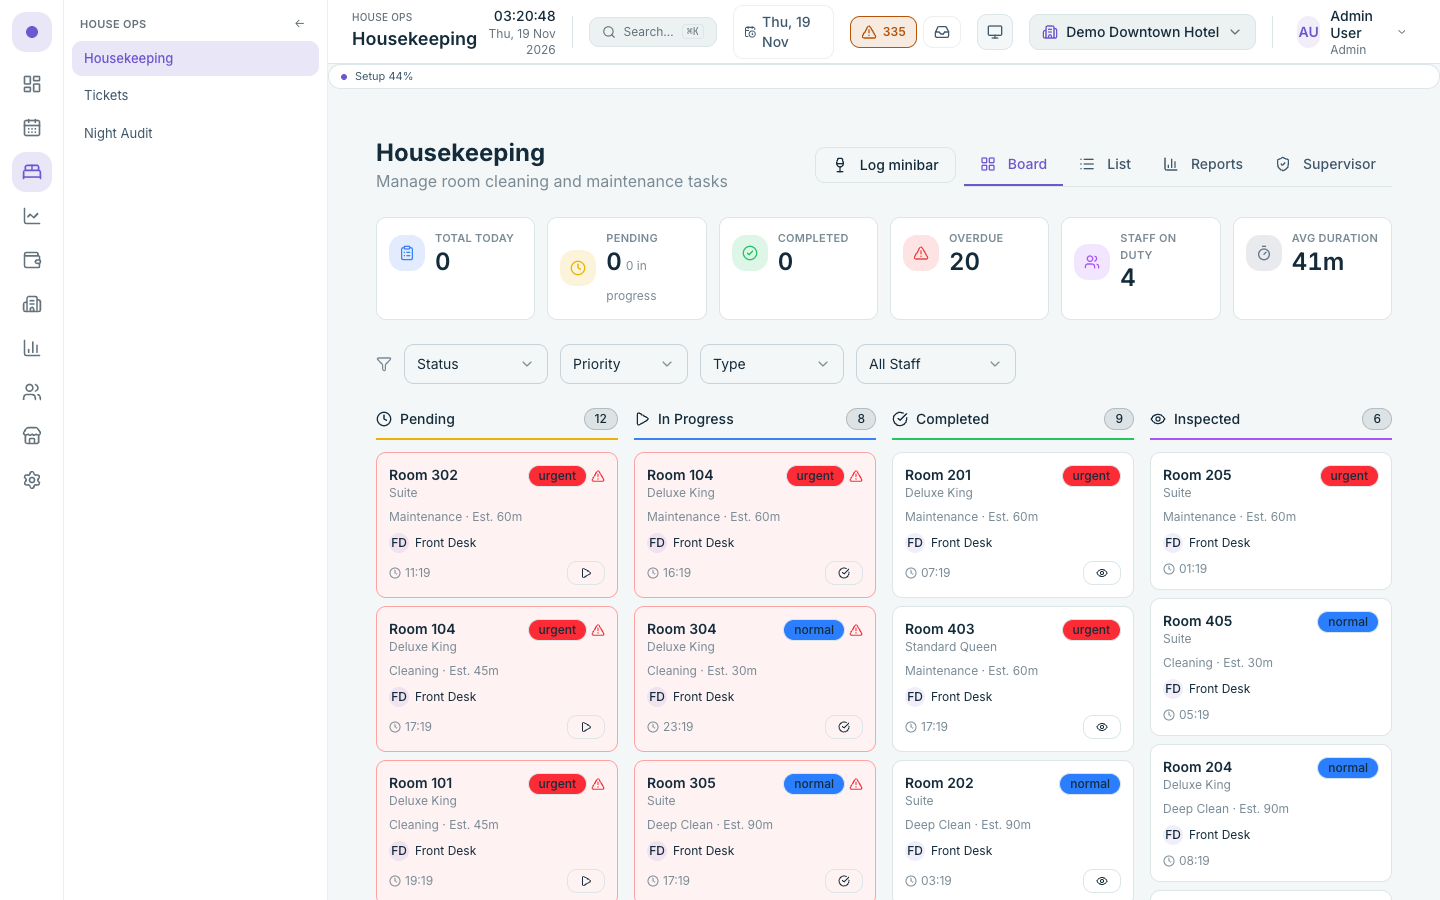 HOUSE OPS
Housekeeping
Tickets
Night Audit
HOUSE OPS
Housekeeping
03:20:48
Thu, 19 Nov
2026
Search...
⌘K
Thu, 19
Nov
335
Demo Downtown Hotel
AU
Admin
User
Admin
Setup 44%
Housekeeping
Manage room cleaning and maintenance tasks
Log minibar
Board
List
Reports
Supervisor
TOTAL TODAY
0
PENDING
0 0 in
progress
COMPLETED
0
OVERDUE
20
STAFF ON
DUTY
4
AVG DURATION
41m
Status
Priority
Type
All Staff
Pending
12
Room 302
urgent
Suite
Maintenance · Est. 60m
FD Front Desk
11:19
Room 104
urgent
Deluxe King
Cleaning · Est. 45m
FD Front Desk
17:19
Room 101
urgent
Deluxe King
Cleaning · Est. 45m
FD Front Desk
19:19
In Progress
8
Room 104
urgent
Deluxe King
Maintenance · Est. 60m
FD Front Desk
16:19
Room 304
normal
Deluxe King
Cleaning · Est. 30m
FD Front Desk
23:19
Room 305
normal
Suite
Deep Clean · Est. 90m
FD Front Desk
17:19
Completed
9
Room 201
urgent
Deluxe King
Maintenance · Est. 60m
FD Front Desk
07:19
Room 403
urgent
Standard Queen
Maintenance · Est. 60m
FD Front Desk
17:19
Room 202
normal
Suite
Deep Clean · Est. 90m
FD Front Desk
03:19
Inspected
6
Room 205
urgent
Suite
Maintenance · Est. 60m
FD Front Desk
01:19
Room 405
normal
Suite
Cleaning · Est. 30m
FD Front Desk
05:19
Room 204
normal
Deluxe King
Deep Clean · Est. 90m
FD Front Desk
08:19